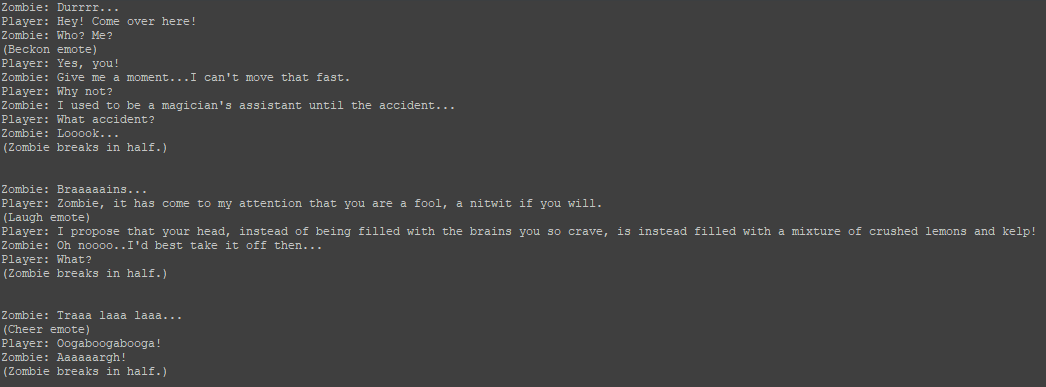 Zombie: Durrrr...
Player: Hey! Come over here!
Zombie: Who? Me?
(Beckon emote)
Player: Yes, you!
Zombie: Give me a moment...I can't move that fast.
Player: Why not?
Zombie: I used to be a magician's assistant until the accident...
Player: What accident?
Zombie: Looook...
(Zombie breaks in half.)
Zombie: Braaaaains...
Player: Zombie, it has come to my attention that you are a fool, a nitwit if you will.
(Laugh emote)
Player: I propose that your head, instead of being filled with the brains you so crave, is instead filled with a mixture of crushed lemons and kelp!
Zombie: Oh noooo..I'd best take it off then...
Player: What?
(Zombie breaks in half.)
Zombie: Traaa laaa laaa...
(Cheer emote)
Player: Oogaboogabooga!
Zombie: Aaaaaargh!
(Zombie breaks in half.)